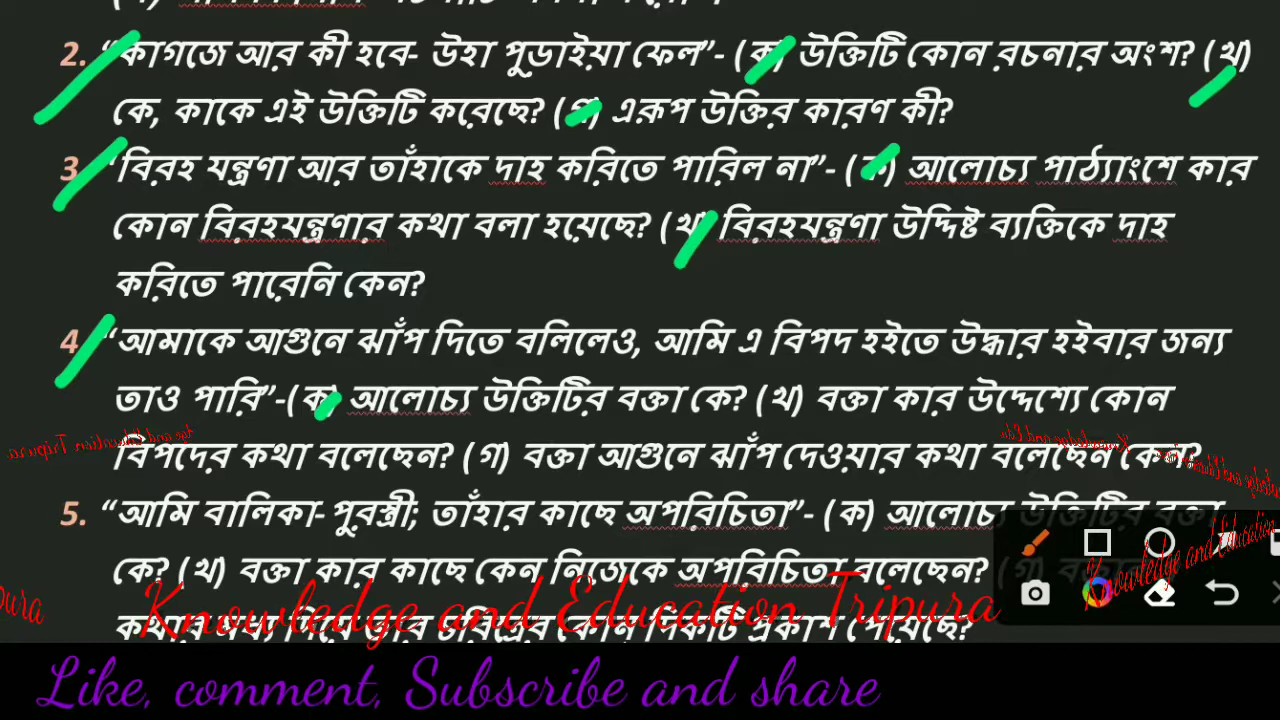 2. “কাগজে আর কী হবে- উহা পুড়াইয়া ফেল”- (ক) উক্তিটি কোন রচনার অংশ? (খ)
কে, কাকে এই উক্তিটি করেছে? (গ) এরূপ উক্তির কারণ কী?
3. “বিরহ যন্ত্রণা আর তাঁহাকে দাহ করিতে পারিল না”- (ক) আলোচ্য পাঠ্যাংশে কার
কোন বিরহযন্ত্রণার কথা বলা হয়েছে? (খ) বিরহযন্ত্রণা উদ্দিষ্ট ব্যক্তিকে দাহ
করিতে পারেনি কেন?
4 “আমাকে আগুনে ঝাঁপ দিতে বলিলেও, আমি এ বিপদ হইতে উদ্ধার হইবার জন্য
তাও পারি”-(ক) আলোচ্য উক্তিটির বক্তা কে? (খ) বক্তা কার উদ্দেশ্যে কোন
বিপদের কথা বলেছেন? (গ) বক্তা আগুনে ঝাঁপ দেওয়ার কথা বলেছেন কেন?
5. “আমি বালিকা- পুরস্ত্রী; তাঁহার কাছে অপরিচিতা”- (ক) আলোচ্য উক্তিটির বক্তা
কে? (খ) বক্তা কার কাছে কেন নিজেকে অপরিচিতা বলেছেন?
Knowledge and Education Tripura
Knowledge and Education
Like, comment, Subscribe and share